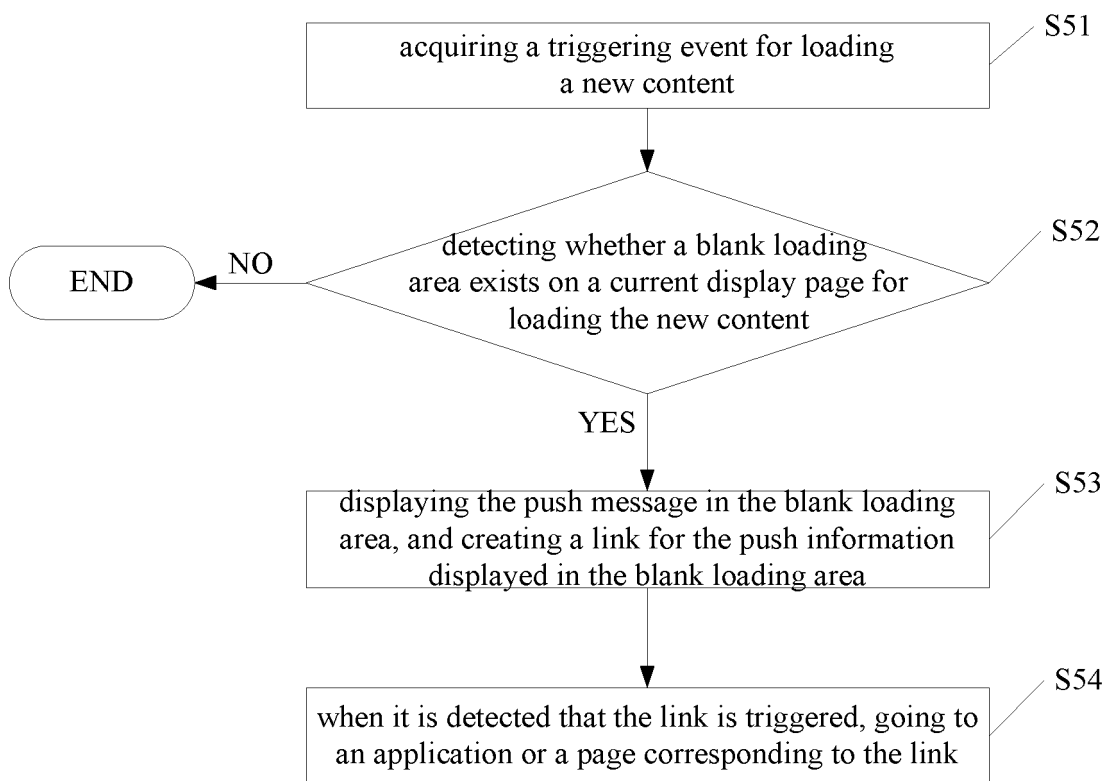 S51
acquiring a triggering event for loading
a new content
S52
detecting whether a blank loading
area exists on a current display page for
loading the new content
NO
END
YES
S53
displaying the push message in the blank loading
area, and creating a link for the push information
displayed in the blank loading area
S54
when it is detected that the link is triggered, going to
an application or a page corresponding to the link